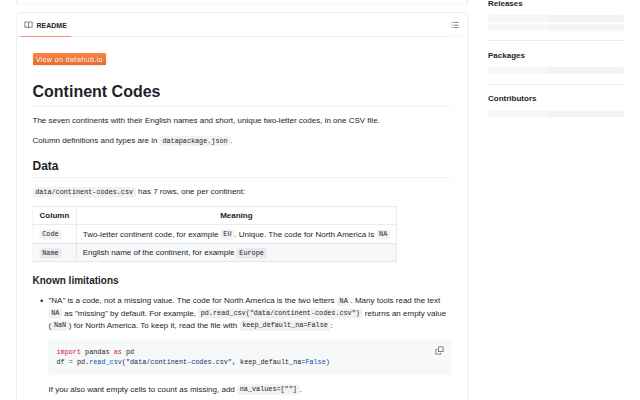 README
View on datahub.io
Continent Codes
The seven continents with their English names and short, unique two-letter codes, in one CSV file.
Column definitions and types are in datapackage.json .
Data
data/continent-codes.csv has 7 rows, one per continent:
Column Meaning
Code Two-letter continent code, for example EU . Unique. The code for North America is NA
Name English name of the continent, for example Europe
Known limitations
• "NA" is a code, not a missing value. The code for North America is the two letters NA . Many tools read the text
NA as "missing" by default. For example, pd.read_csv("data/continent-codes.csv") returns an empty value
( NaN ) for North America. To keep it, read the file with keep_default_na=False :
import pandas as pd
df = pd.read_csv("data/continent-codes.csv", keep_default_na=False)
If you also want empty cells to count as missing, add na_values=[""] .
Releases
Packages
Contributors